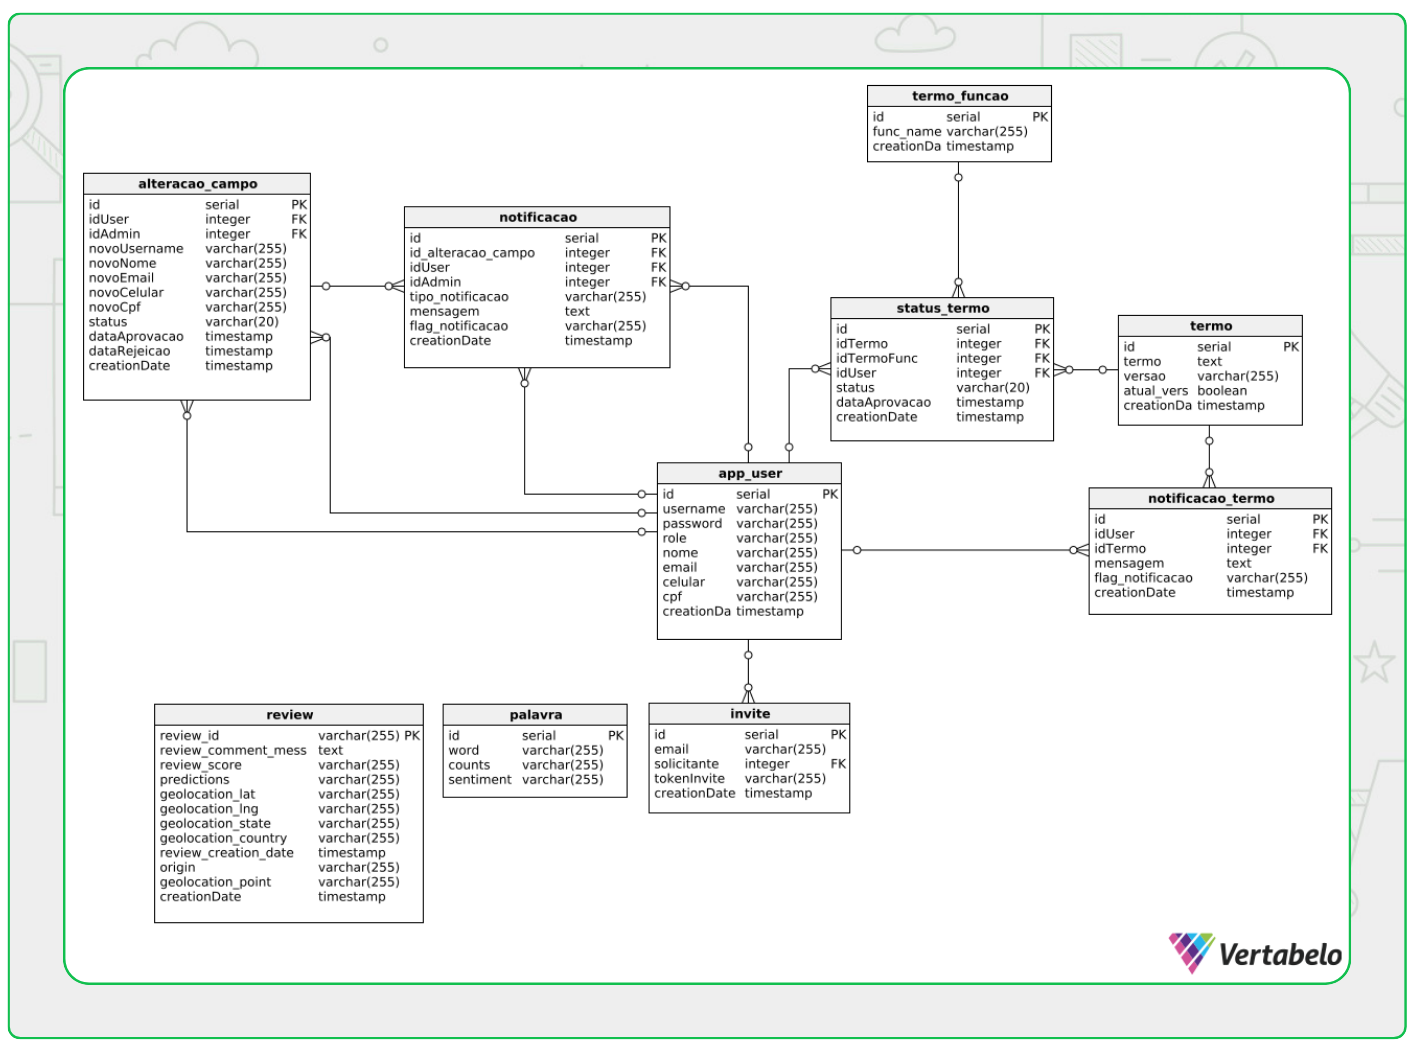 termo_funcao
id serial PK
func_name varchar(255)
creationDa timestamp
alteracao_campo
id serial PK
idUser integer FK
idAdmin integer FK
novoUsername varchar(255)
novoNome varchar(255)
novoEmail varchar(255)
novoCelular varchar(255)
novoCpf varchar(255)
status varchar(20)
dataAprovacao timestamp
dataRejeicao timestamp
creationDate timestamp
notificacao
id serial PK
id_alteracao_campo integer FK
idUser integer FK
idAdmin integer FK
tipo_notificacao varchar(255)
mensagem text
flag_notificacao varchar(255)
creationDate timestamp
status_termo
id serial PK
idTermo integer FK
idTermoFunc integer FK
idUser integer FK
status varchar(20)
dataAprovacao timestamp
creationDate timestamp
termo
id serial PK
termo text
versao varchar(255)
atual_vers boolean
creationDa timestamp
app_user
id serial PK
username varchar(255)
password varchar(255)
role varchar(255)
nome varchar(255)
email varchar(255)
celular varchar(255)
cpf varchar(255)
creationDa timestamp
notificacao_termo
id serial PK
idUser integer FK
idTermo integer FK
mensagem text
flag_notificacao varchar(255)
creationDate timestamp
review
review_id varchar(255) PK
review_comment_mess text
review_score varchar(255)
predictions varchar(255)
geolocation_lat varchar(255)
geolocation_lng varchar(255)
geolocation_state varchar(255)
geolocation_country varchar(255)
review_creation_date timestamp
origin varchar(255)
geolocation_point varchar(255)
creationDate timestamp
palavra
id serial PK
word varchar(255)
counts varchar(255)
sentiment varchar(255)
invite
id serial PK
email varchar(255)
solicitante integer FK
tokenInvite varchar(255)
creationDate timestamp
Vertabelo